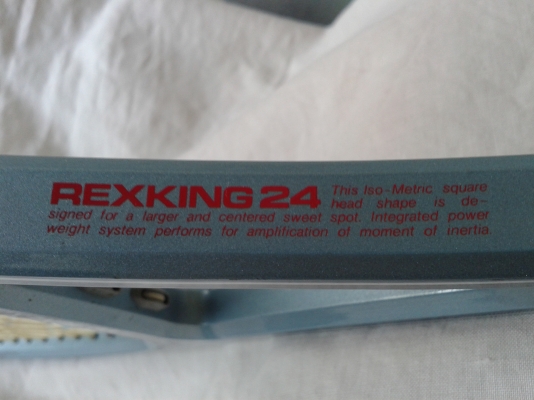 REXKING 24 This Iso-Metric square
head shape is de-
signed for a larger and centered sweet spot. Integrated power
weight system performs for amplification of moment of inertia.